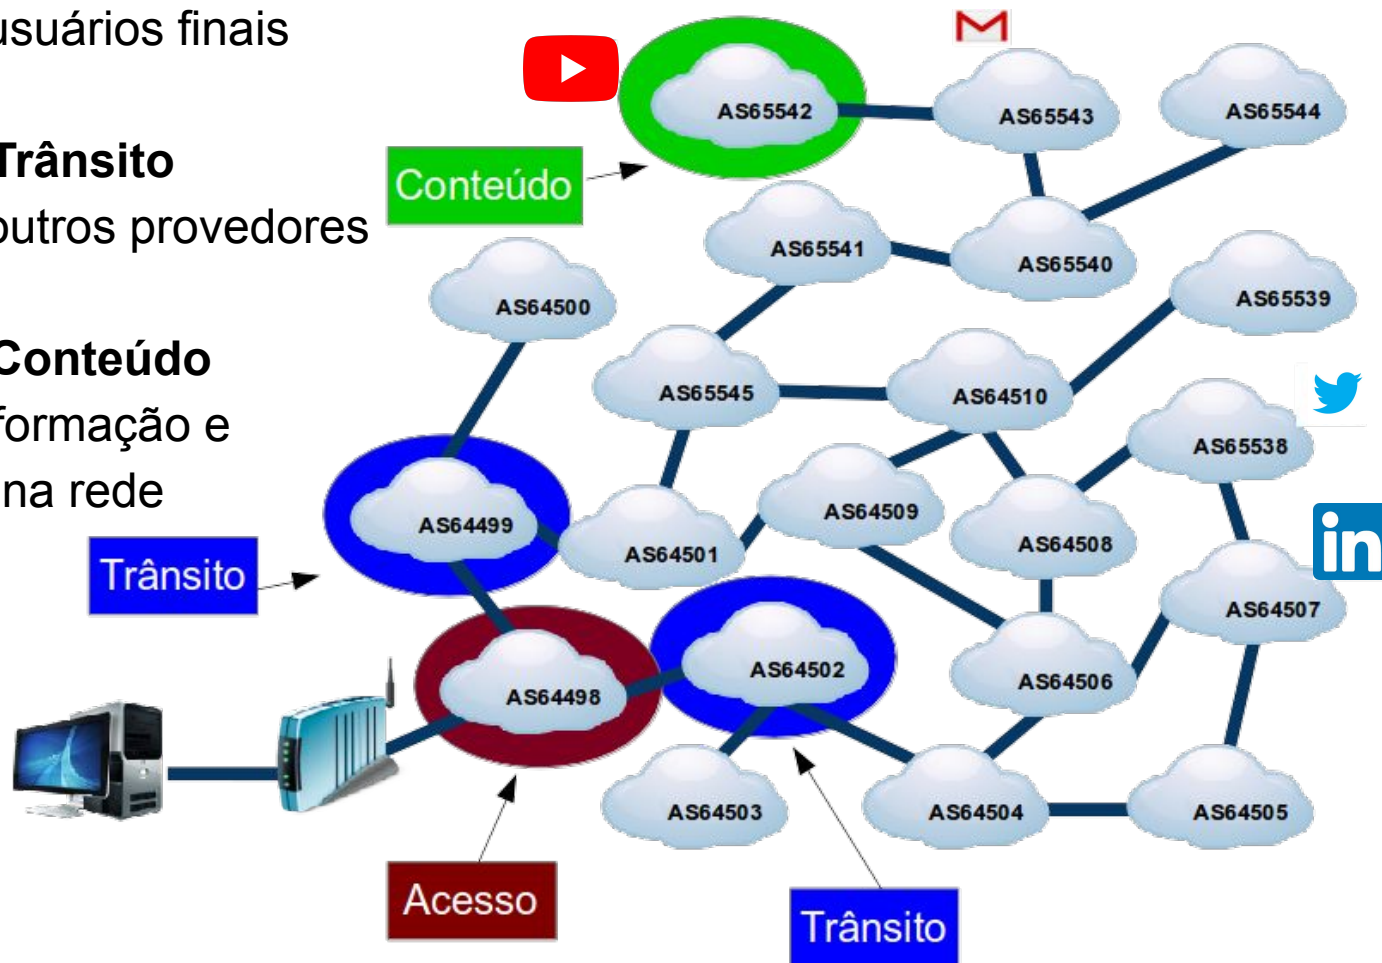 usuários finais
Trânsito
outros provedores
Conteúdo
formação e
na rede
Conteúdo
AS65542
AS65543
AS65544
AS65541
AS65540
AS64500
AS65539
AS65545
AS64510
AS65538
AS64499
AS64501
AS64509
AS64508
in
Trânsito
AS64507
AS64498
AS64502
AS64506
AS64503
AS64504
AS64505
Acesso
Trânsito